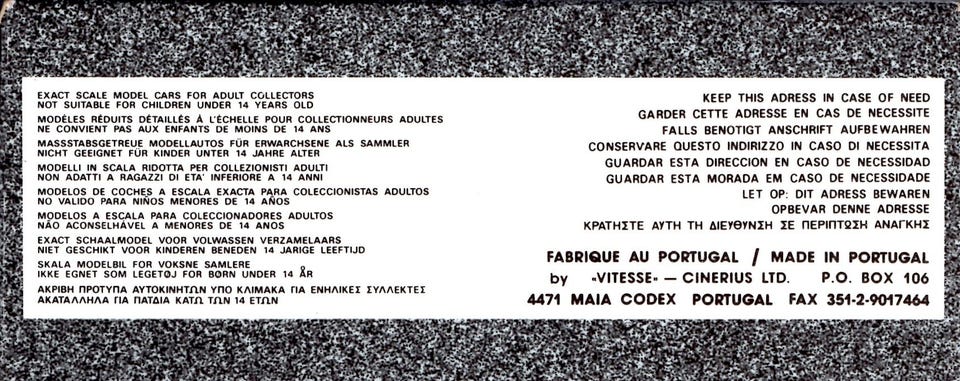 EXACT SCALE MODEL CARS FOR ADULT COLLECTORS
NOT SUITABLE FOR CHILDREN UNDER 14 YEARS OLD
MODÉLES RÉDUITS DÉTAILLÉS À L'ÉCHELLE POUR COLLECTIONNEURS ADULTES
NE CONVIENT PAS AUX ENFANTS DE MOINS DE 14 ANS
MASSSTABSGETREUE MODELLAUTOS FÜR ERWARCHSENE ALS SAMMLER
NICHT GEEIGNET FÜR KINDER UNTER 14 JAHRE ALTER
MODELLI IN SCALA RIDOTTA PER COLLEZIONISTI ADULTI
NON ADATTI A RAGAZZI DI ETA' INFERIORE A 14 ANNI
MODELOS DE COCHES A ESCALA EXACTA PARA COLECCIONISTAS ADULTOS
NO VALIDO PARA NIÑOS MENORES DE 14 AÑOS
MODELOS A ESCALA PARA COLECCIONADORES ADULTOS
NÃO ACONSELHÁVEL A MENORES DE 14 ANOS
EXACT SCHAALMODEL VOOR VOLWASSEN VERZAMELAARS
NIET GESCHIKT VOOR KINDEREN BENEDEN 14 JARIGE LEEFTIJD
SKALA MODELBIL FOR VOKSNE SAMLERE
IKKE EGNET SOM LEGETØJ FOR BØRN UNDER 14 ÅR
ΑΚΡΙΒΗ ΠΡΟΤΥΠΑ ΑΥΤΟΚΙΝΗΤΩΝ ΥΠΟ ΚΛΙΜΑΚΑ ΓΙΑ ΕΝΗΛΙΚΕΣ ΣΥΛΛΕΚΤΕΣ
ΑΚΑΤΑΛΛΗΛΑ ΓΙΑ ΠΑΤΔΙΑ ΚΑΤΩ ΤΩΝ 14 ΕΤΩΝ
KEEP THIS ADRESS IN CASE OF NEED
GARDER CETTE ADRESSE EN CAS DE NECESSITE
FALLS BENOTIGT ANSCHRIFT AUFBEWAHREN
CONSERVARE QUESTO INDIRIZZO IN CASO DI NECESSITA
GUARDAR ESTA DIRECCION EN CASO DE NECESSIDAD
GUARDAR ESTA MORADA EM CASO DE NECESSIDADE
LET OP: DIT ADRESS BEWAREN
OPBEVAR DENNE ADRESSE
ΚΡΑΤΗΣΤΕ ΑΥΤΗ ΤΗ ΔΙΕΥΘΥΝΣΗ ΣΕ ΠΕΡΙΠΤΩΣΗ ΑΝΑΓΚΗΣ
FABRIQUE AU PORTUGAL / MADE IN PORTUGAL
by «VITESSE» — CINERIUS LTD. P.O. BOX 106
4471 MAIA CODEX PORTUGAL FAX 351-2-9017464